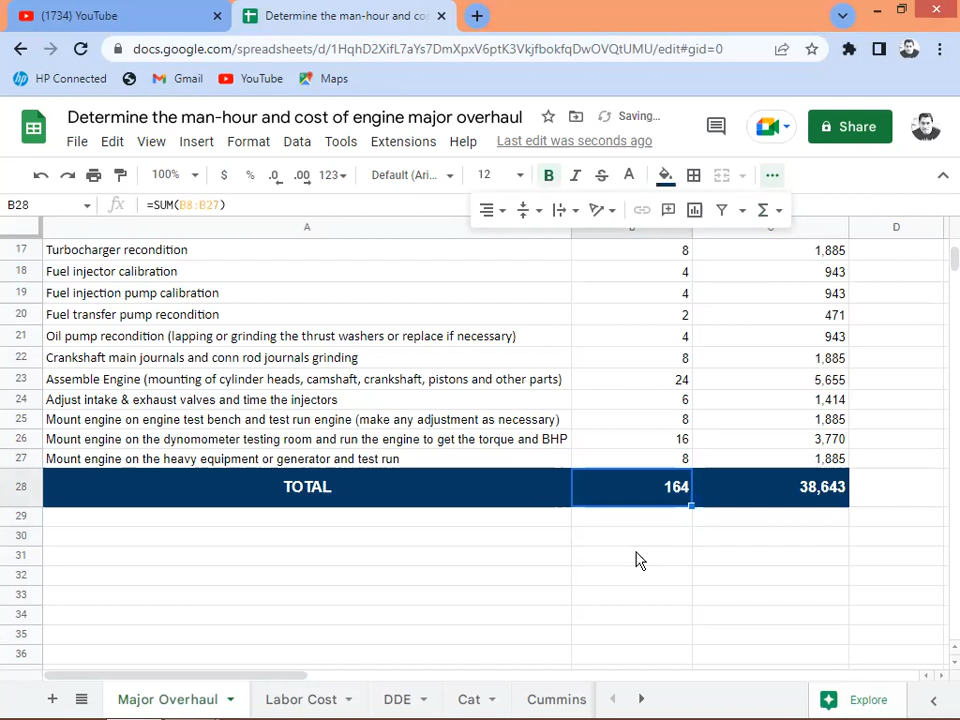 (1734) YouTube
Determine the man-hour and cos
docs.google.com/spreadsheets/d/1HqhD2XifL7aYs7DmXpxV6ptK3VkjfbokfqDwOVQtUMU/edit#gid=0
HP Connected
Gmail
YouTube
Maps
Determine the man-hour and cost of engine major overhaul
Saving...
Share
File Edit View Insert Format Data Tools Extensions Help Last edit was seconds ago
100% $ % .0 .00 123 Default (Ari... 12 B I S A
B28 fx =SUM(B8:B27)
A B C D
17 Turbocharger recondition 8 1,885
18 Fuel injector calibration 4 943
19 Fuel injection pump calibration 4 943
20 Fuel transfer pump recondition 2 471
21 Oil pump recondition (lapping or grinding the thrust washers or replace if necessary) 4 943
22 Crankshaft main journals and conn rod journals grinding 8 1,885
23 Assemble Engine (mounting of cylinder heads, camshaft, crankshaft, pistons and other parts) 24 5,655
24 Adjust intake & exhaust valves and time the injectors 6 1,414
25 Mount engine on engine test bench and test run engine (make any adjustment as necessary) 8 1,885
26 Mount engine on the dynomometer testing room and run the engine to get the torque and BHP 16 3,770
27 Mount engine on the heavy equipment or generator and test run 8 1,885
28 TOTAL 164 38,643
29
30
31
32
33
34
35
36
Major Overhaul Labor Cost DDE Cat Cummins Explore